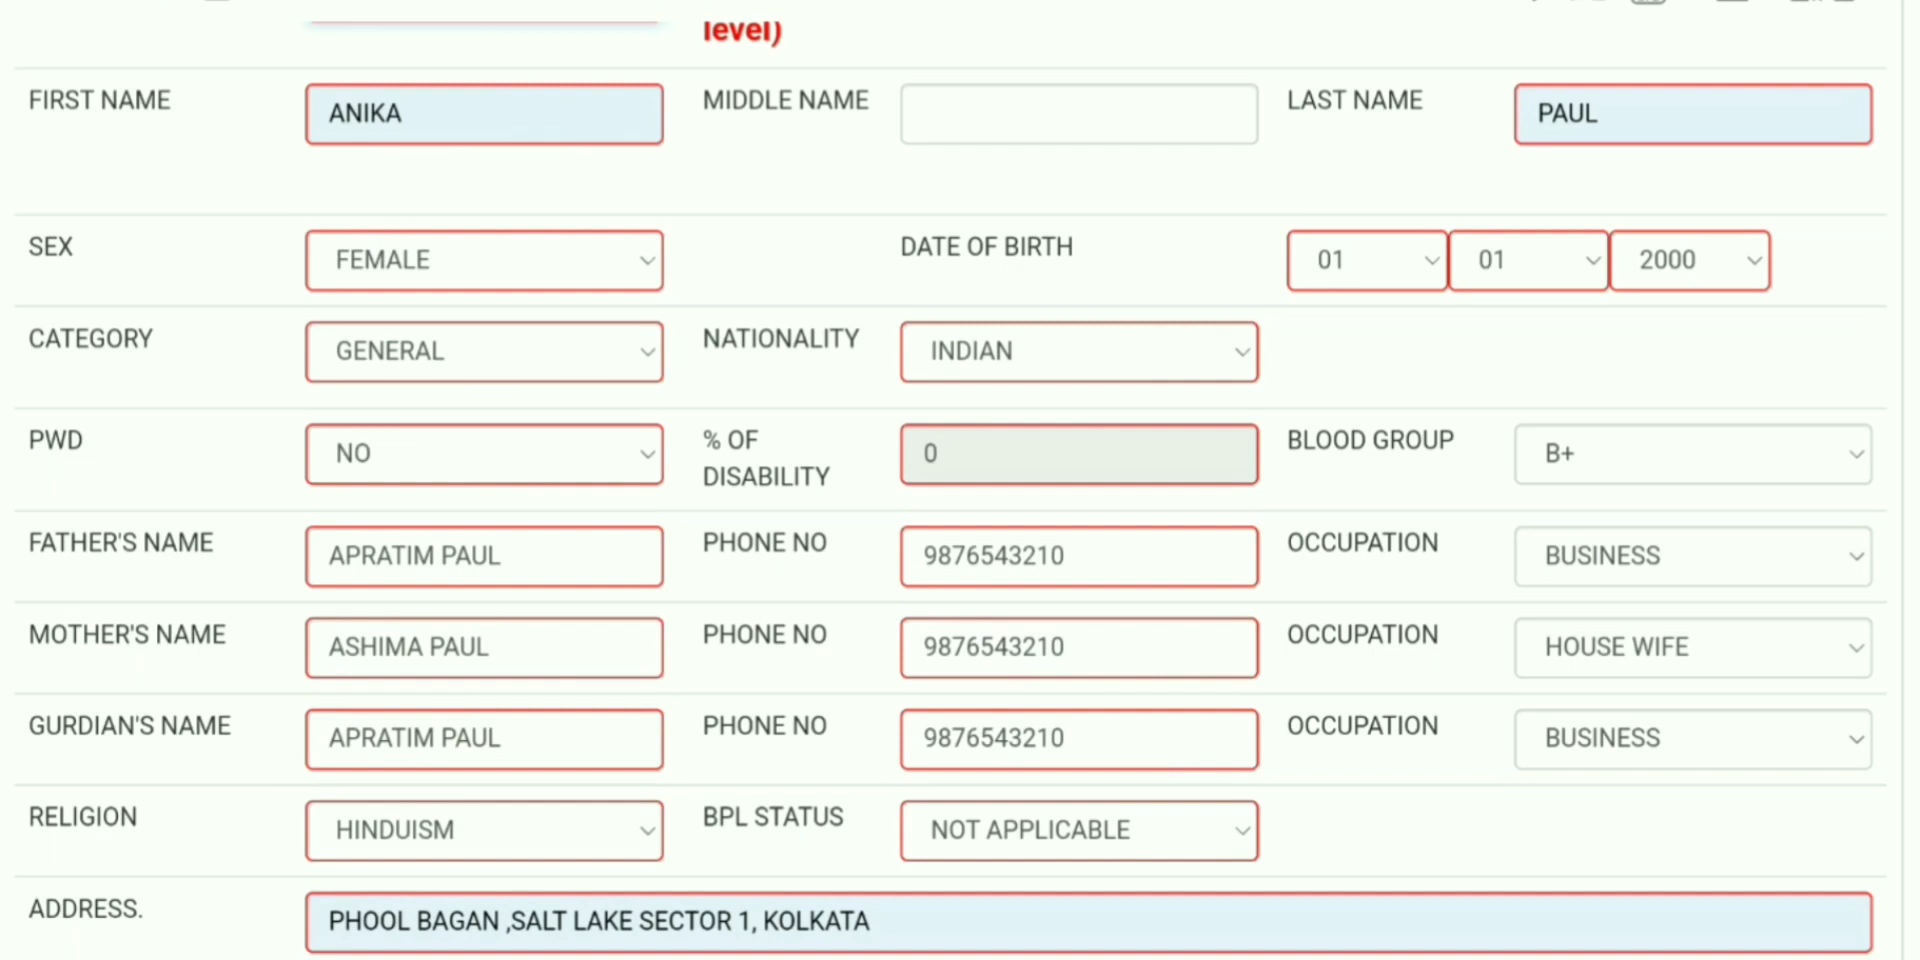 level)
FIRST NAME ANIKA MIDDLE NAME LAST NAME PAUL
SEX FEMALE DATE OF BIRTH 01 01 2000
CATEGORY GENERAL NATIONALITY INDIAN
PWD NO % OF DISABILITY 0 BLOOD GROUP B+
FATHER'S NAME APRATIM PAUL PHONE NO 9876543210 OCCUPATION BUSINESS
MOTHER'S NAME ASHIMA PAUL PHONE NO 9876543210 OCCUPATION HOUSE WIFE
GURDIAN'S NAME APRATIM PAUL PHONE NO 9876543210 OCCUPATION BUSINESS
RELIGION HINDUISM BPL STATUS NOT APPLICABLE
ADDRESS. PHOOL BAGAN ,SALT LAKE SECTOR 1, KOLKATA